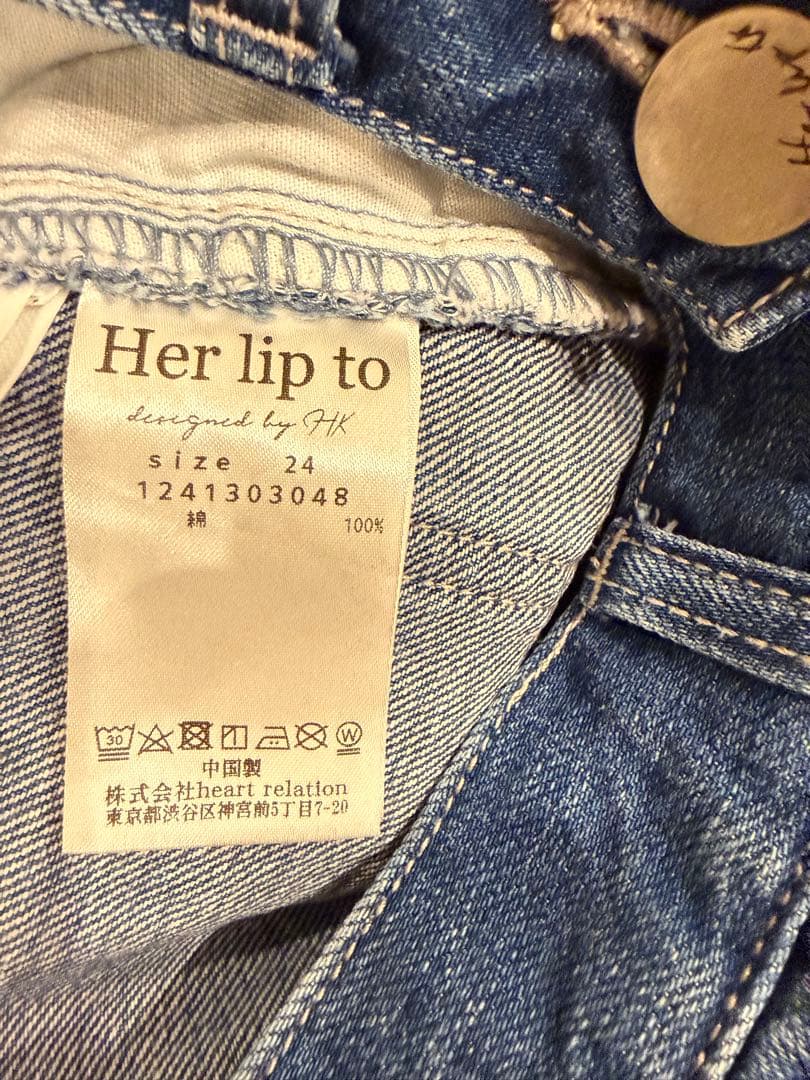 Her lip to
designed by HK
size 24
1241303048
綿 100%
30
W
中国製
株式会社heart relation
東京都渋谷区神宮前5丁目7-20